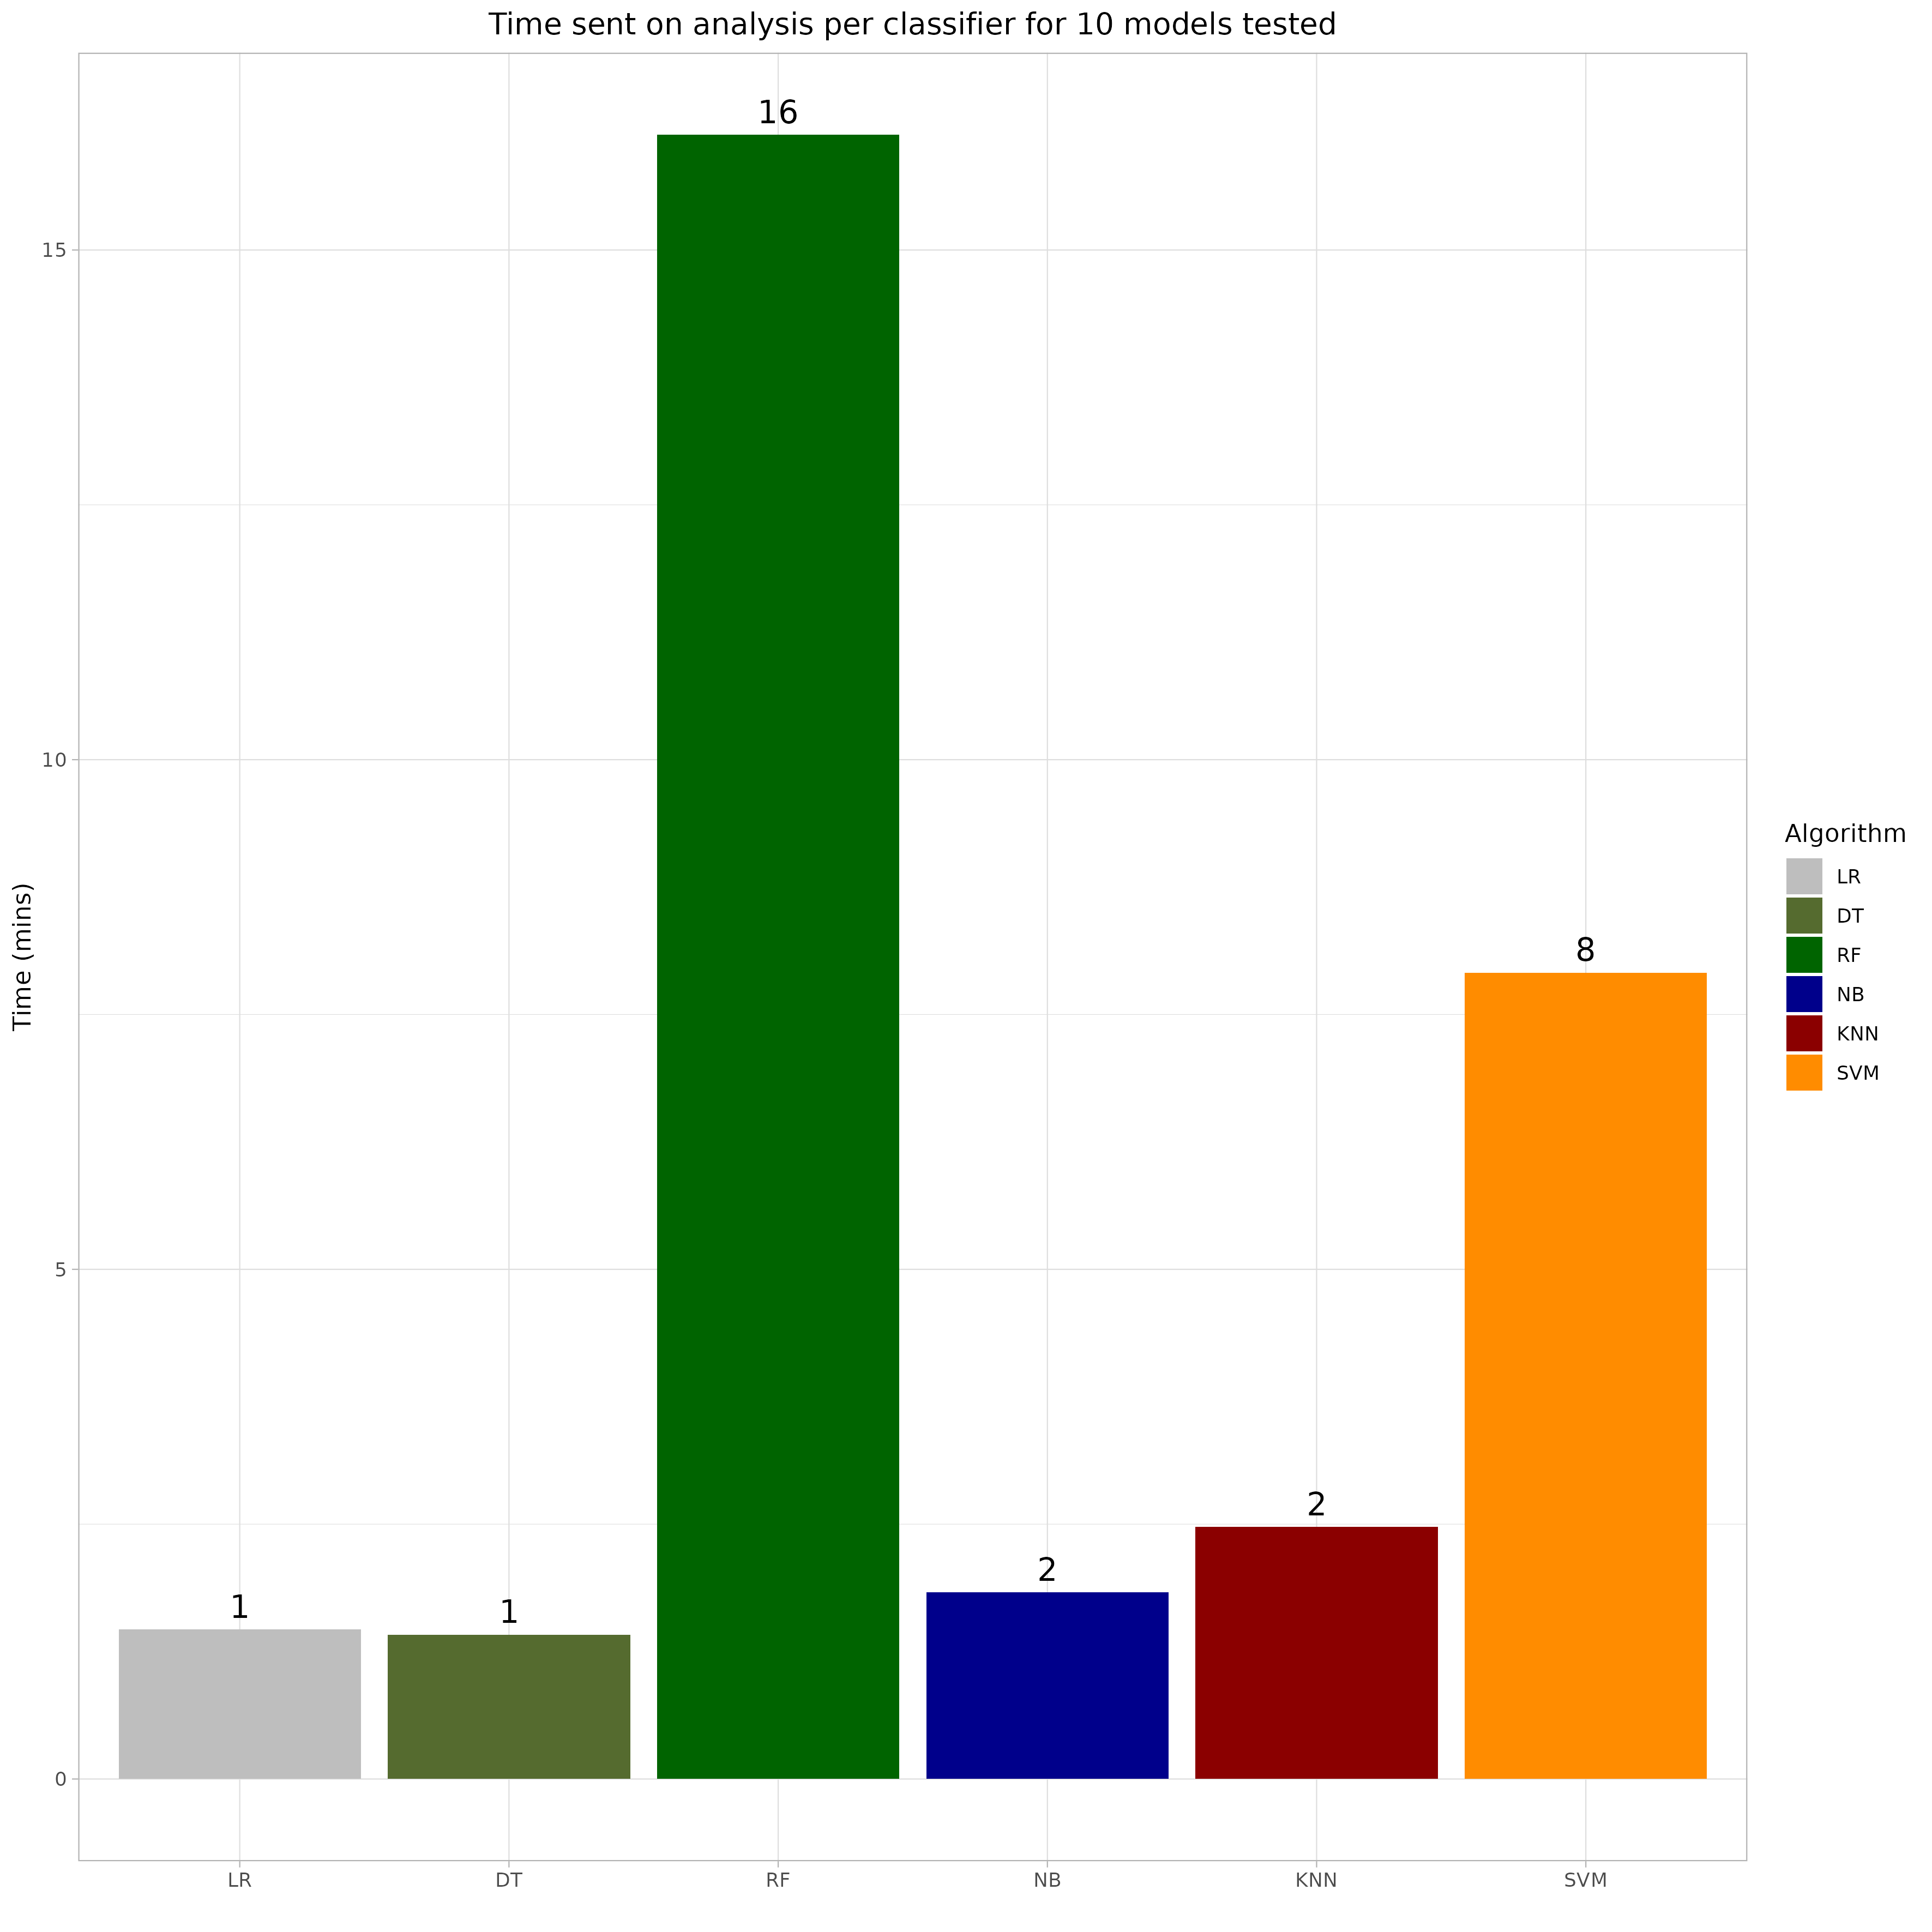 Time sent on analysis per classifier for 10 models tested
16
15
10
8
5
2
2
1
1
0
Time (mins)
LR
DT
RF
NB
KNN
SVM
Algorithm
LR
DT
RF
NB
KNN
SVM